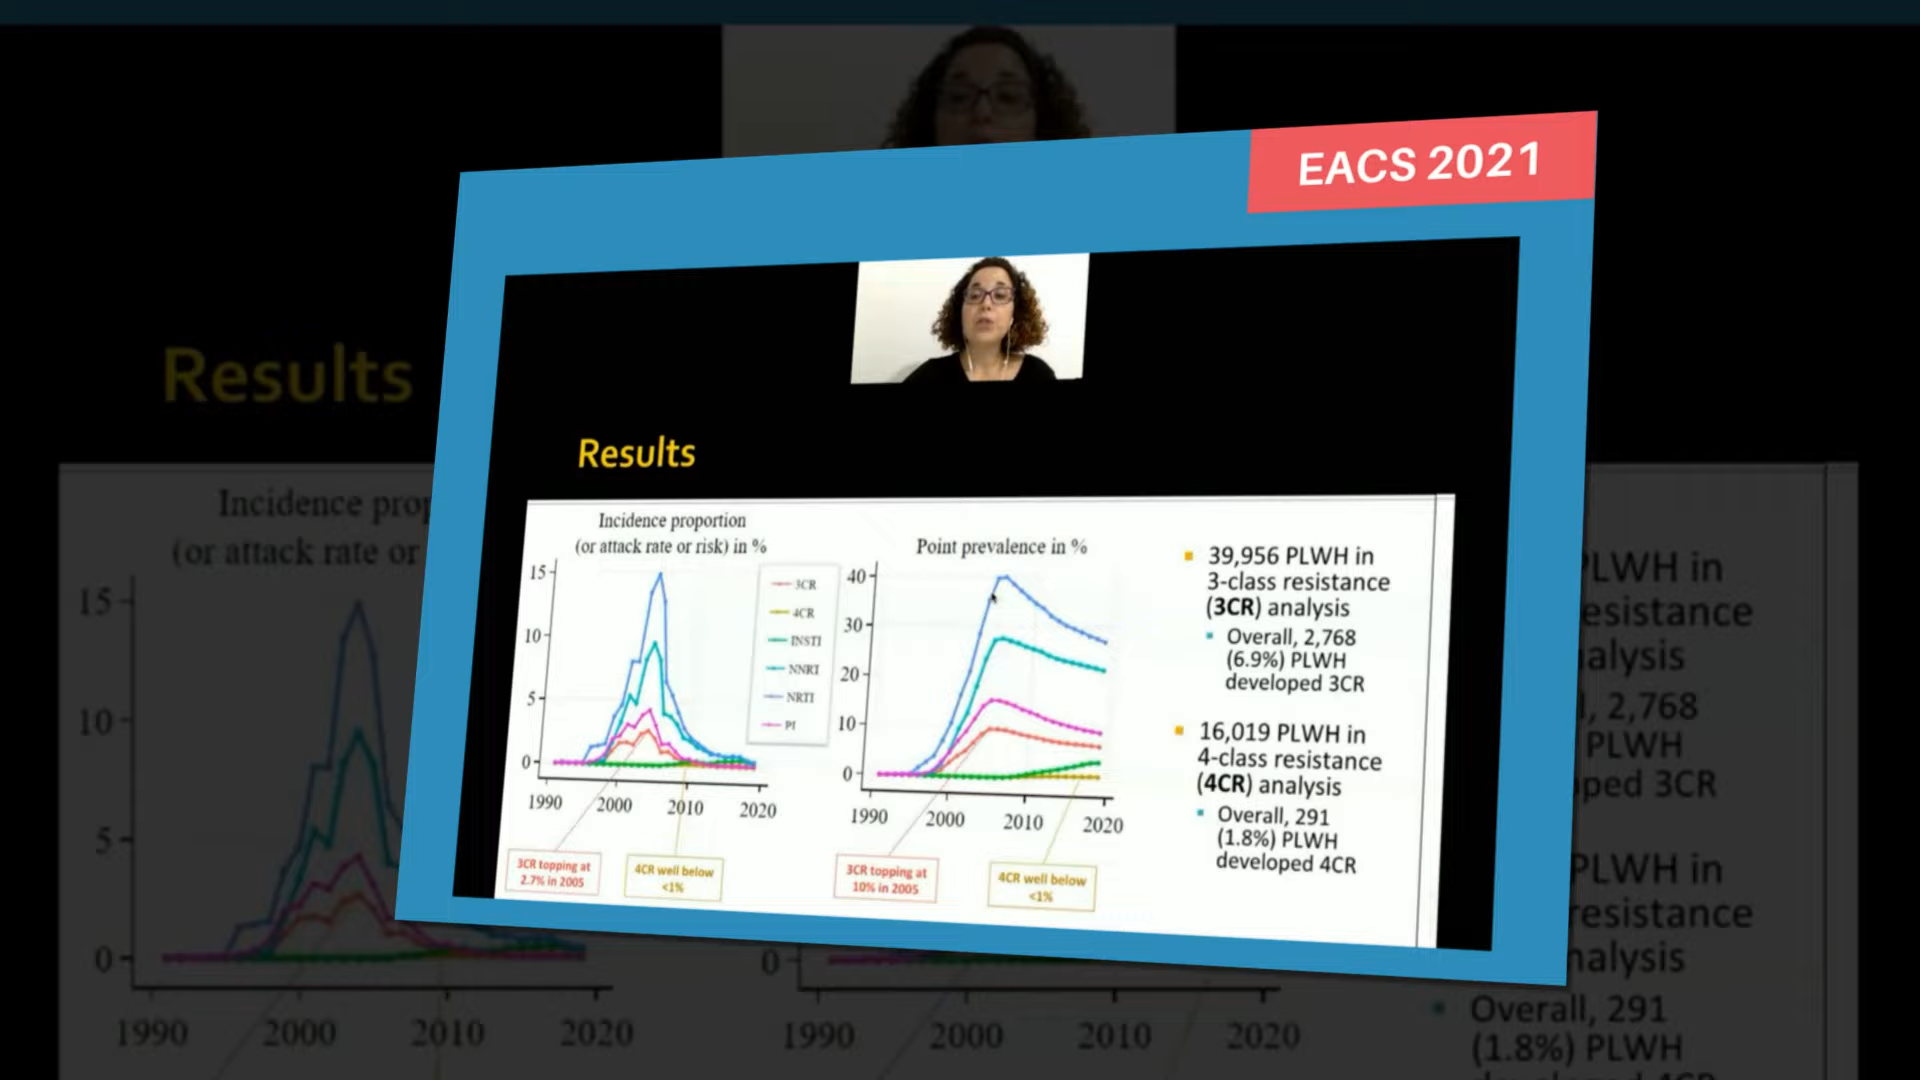 EACS 2021
Results
Incidence proportion
(or attack rate or risk) in %
15
10
5
0
1990
2000
2010
2020
3CR
4CR
INSTI
NNRI
NRTI
PI
3CR topping at
2.7% in 2005
4CR well below
<1%
Point prevalence in %
40
30
20
10
0
1990
2000
2010
2020
3CR topping at
10% in 2005
4CR well below
<1%
39,956 PLWH in
3-class resistance
(3CR) analysis
Overall, 2,768
(6.9%) PLWH
developed 3CR
16,019 PLWH in
4-class resistance
(4CR) analysis
Overall, 291
(1.8%) PLWH
developed 4CR
Results
Incidence prop
(or attack rate or
15
10
5
0
1990
2000
2010
2020
0
1990
2000
2010
2020
PLWH in
esistance
alysis
, 2,768
PLWH
ped 3CR
PLWH in
resistance
nalysis
Overall, 291
(1.8%) PLWH